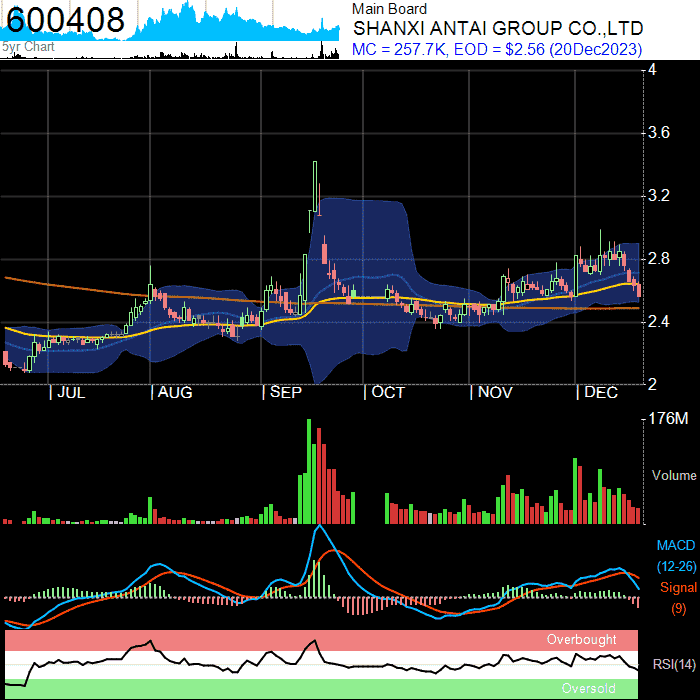 600408
5yr Chart
Main Board
SHANXI ANTAI GROUP CO.,LTD
MC = 257.7K, EOD = $2.56 (20Dec2023)
4
3.6
3.2
2.8
2.4
2
| JUL | AUG | SEP | OCT | NOV | DEC
176M
Volume
MACD
(12-26)
Signal
(9)
Overbought
RSI(14)
Oversold